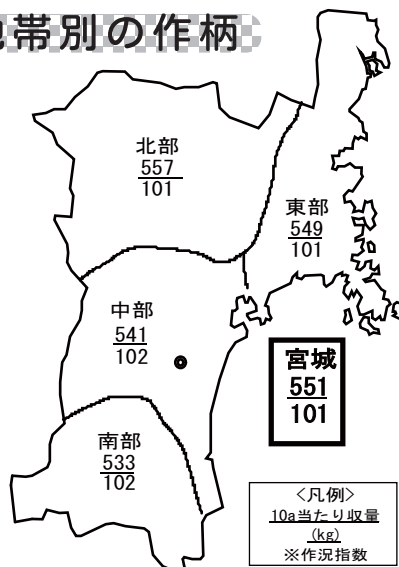 帯別の作柄
北部
557
101
東部
549
101
中部
541
102
宮城
551
101
南部
533
102
<凡例>
10a当たり収量
(kg)
※作況指数